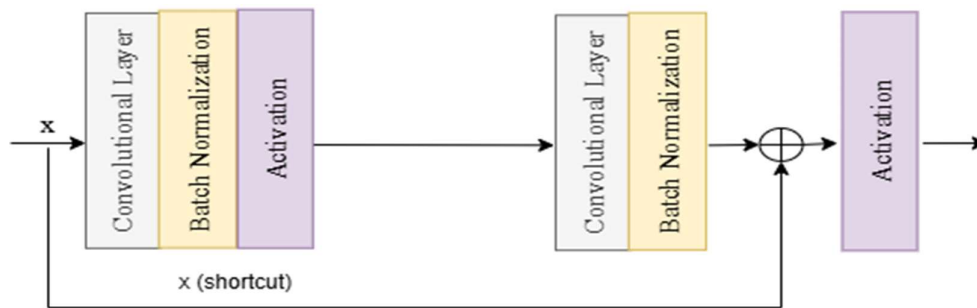 x
Convolutional Layer
Batch Normalization
Activation
Convolutional Layer
Batch Normalization
Activation
x (shortcut)